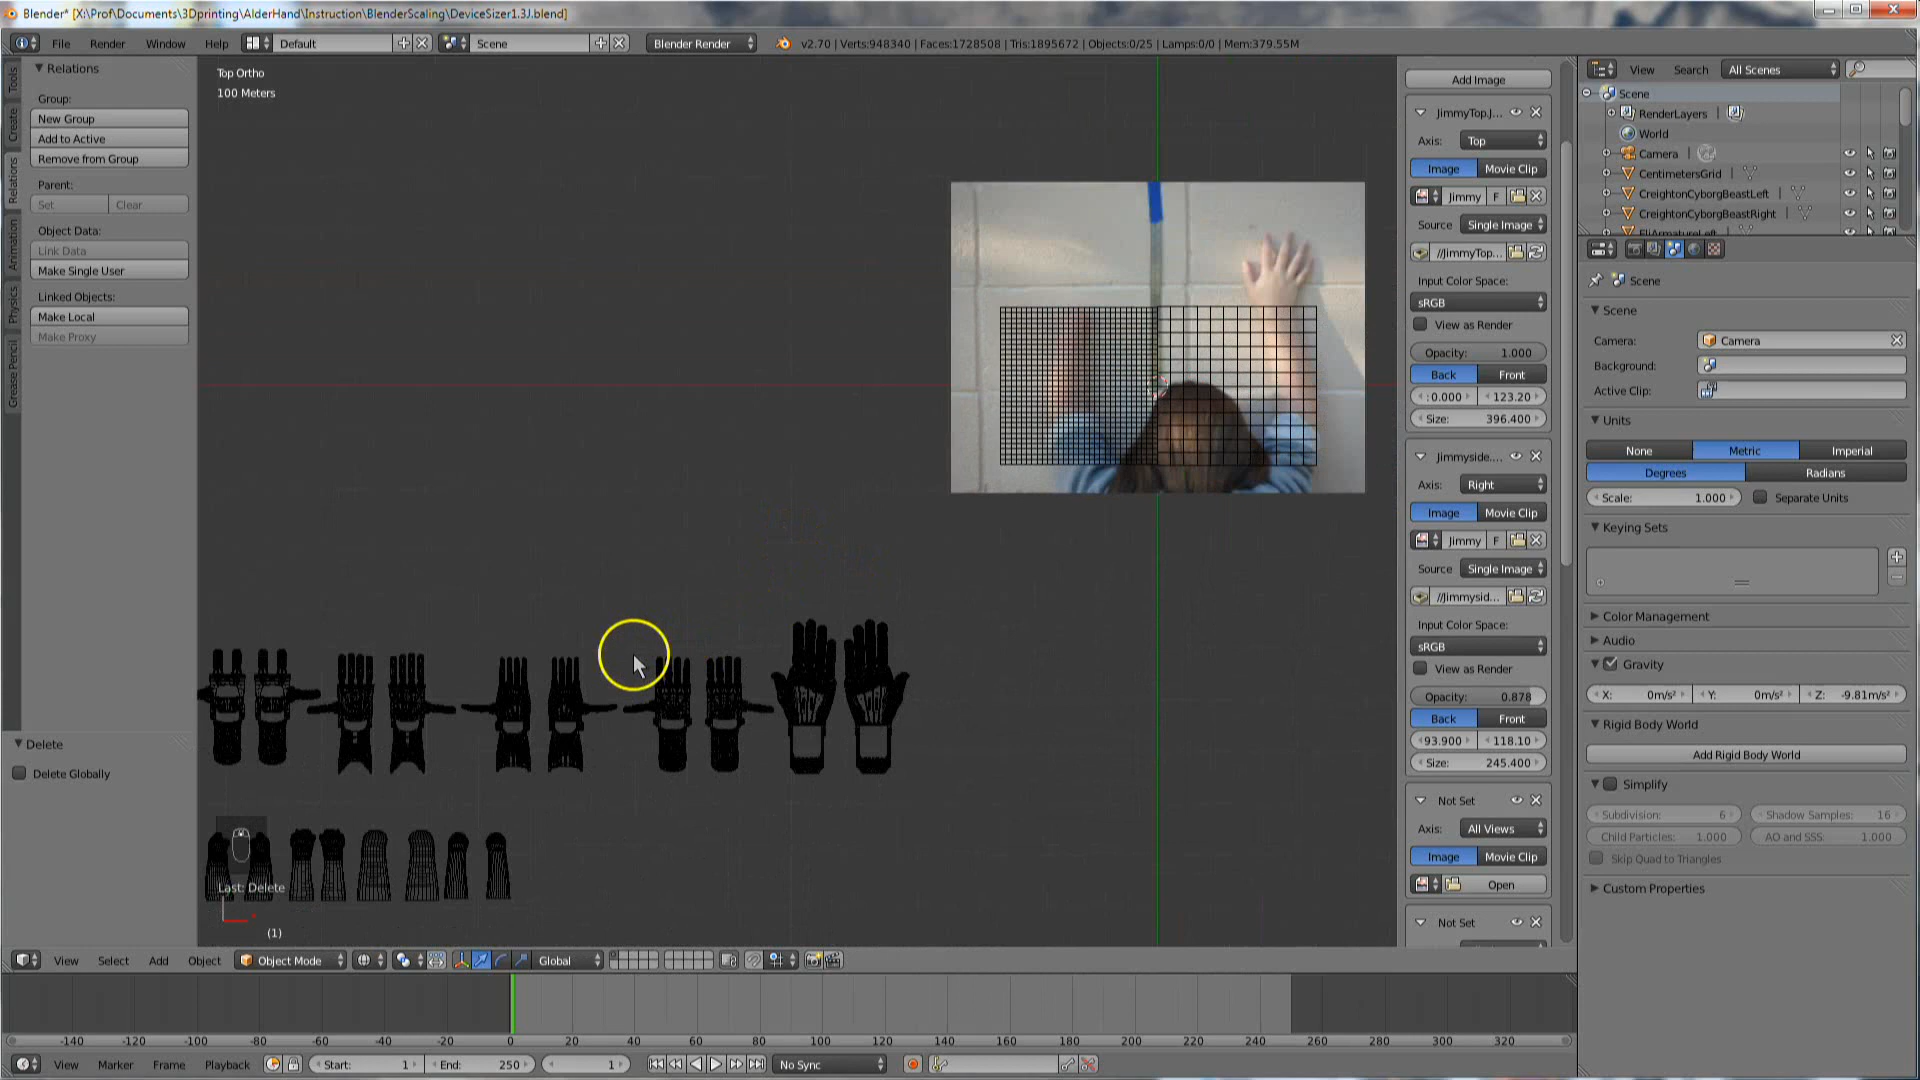 Blender* [X:\Prof\Documents\3Dprinting\AlderHand\Instruction\BlenderScaling\DeviceSizer1.3J.blend]
File Render Window Help Default Scene Blender Render v2.70 | Verts:948340 | Faces:1728508 | Tris:1895672 | Objects:0/25 | Lamps:0/0 | Mem:379.55M
Tools
Create
Relations
Animation
Physics
Grease Pencil
Relations
Group:
New Group
Add to Active
Remove from Group
Parent:
Set Clear
Object Data:
Link Data
Make Single User
Linked Objects:
Make Local
Make Proxy
Delete
Delete Globally
Top Ortho
100 Meters
Last: Delete
(1)
Add Image
JimmyTop.J...
Axis: Top
Image Movie Clip
Jimmy F
Source Single Image
//JimmyTop...
Input Color Space:
sRGB
View as Render
Opacity: 1.000
Back Front
:0.000 123.20
Size: 396.400
Jimmyside....
Axis: Right
Image Movie Clip
Jimmy F
Source Single Image
//Jimmysid...
Input Color Space:
sRGB
View as Render
Opacity: 0.878
Back Front
93.900 118.10
Size: 245.400
Not Set
Axis: All Views
Image Movie Clip
Open
Not Set
View Search All Scenes
Scene
RenderLayers
World
Camera
CentimetersGrid
CreightonCyborgBeastLeft
CreightonCyborgBeastRight
EliArmatureLeft
Scene
Scene
Camera: Camera
Background:
Active Clip:
Units
None Metric Imperial
Degrees Radians
Scale: 1.000 Separate Units
Keying Sets
Color Management
Audio
Gravity
X: 0m/s² Y: 0m/s² Z: -9.81m/s²
Rigid Body World
Add Rigid Body World
Simplify
Subdivision: 6 Shadow Samples: 16
Child Particles: 1.000 AO and SSS: 1.000
Skip Quad to Triangles
Custom Properties
View Select Add Object Object Mode Global
-140 -120 -100 -80 -60 -40 -20 0 20 40 60 80 100 120 140 160 180 200 220 240 260 280 300 320
View Marker Frame Playback Start: 1 End: 250 1 No Sync